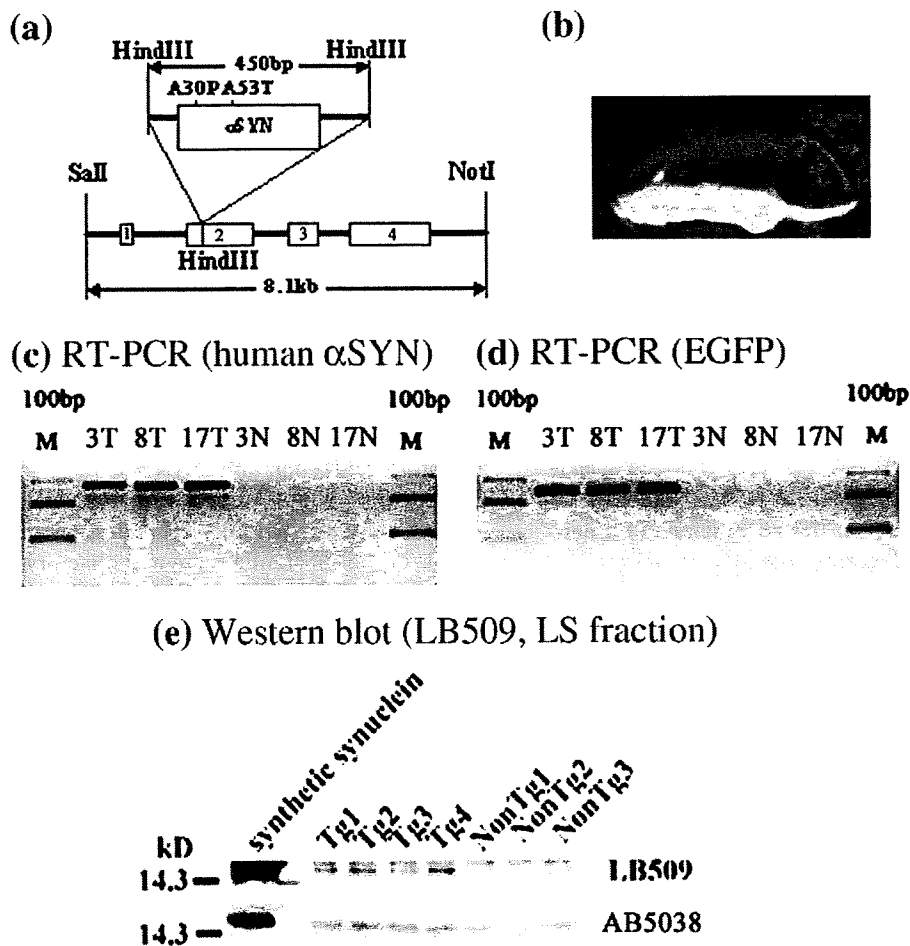 (a)
(b)
HindIII HindIII
450bp
A30P A53T
αSYN
SalI NotI
1 2 3 4
HindIII
8.1kb
(c) RT-PCR (human αSYN)
(d) RT-PCR (EGFP)
100bp 100bp
M 3T 8T 17T 3N 8N 17N M
100bp 100bp
M 3T 8T 17T 3N 8N 17N M
(e) Western blot (LB509, LS fraction)
synthetic synuclein
Tg1 Tg2 Tg3 Tg4 NonTg1 NonTg2 NonTg3
kD
14.3 LB509
14.3 AB5038